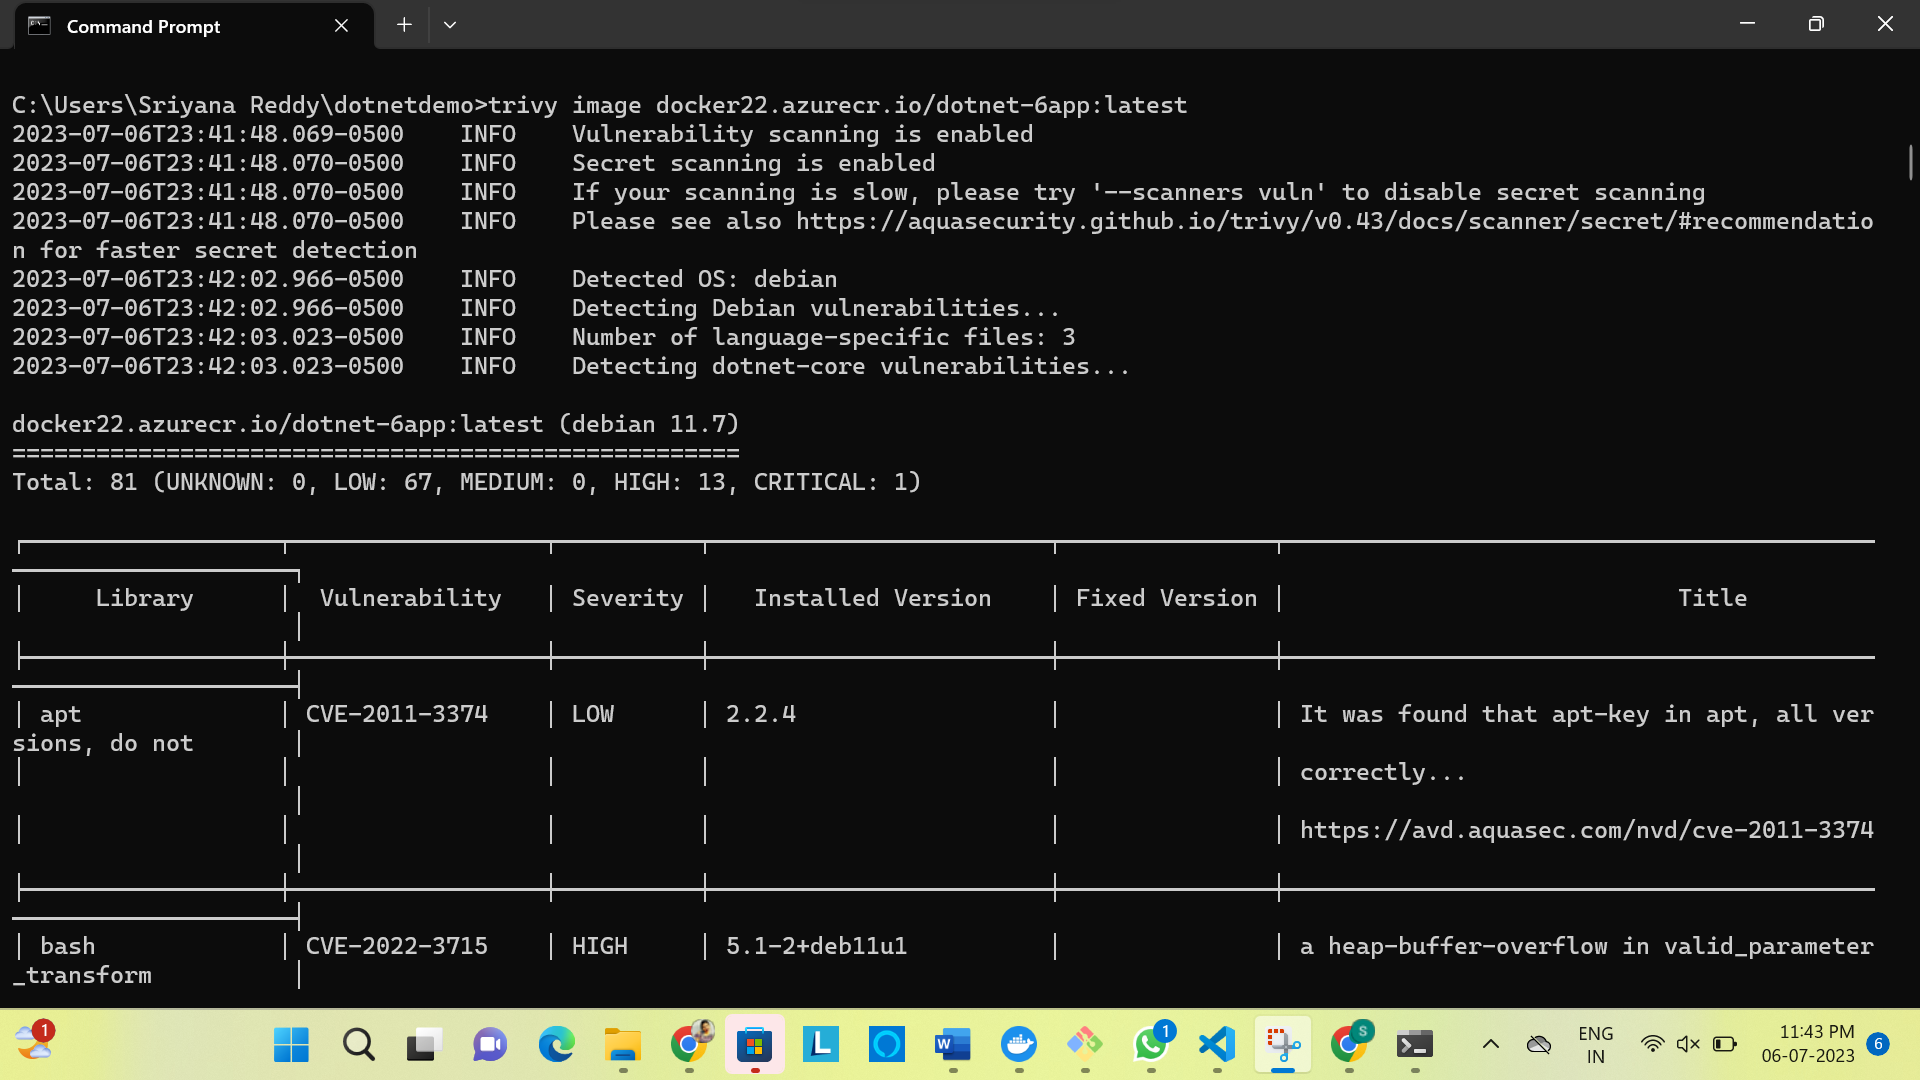 Command Prompt
C:\Users\Sriyana Reddy\dotnetdemo>trivy image docker22.azurecr.io/dotnet-6app:latest
2023-07-06T23:41:48.069-0500    INFO    Vulnerability scanning is enabled
2023-07-06T23:41:48.070-0500    INFO    Secret scanning is enabled
2023-07-06T23:41:48.070-0500    INFO    If your scanning is slow, please try '--scanners vuln' to disable secret scanning
2023-07-06T23:41:48.070-0500    INFO    Please see also https://aquasecurity.github.io/trivy/v0.43/docs/scanner/secret/#recommendatio
n for faster secret detection
2023-07-06T23:42:02.966-0500    INFO    Detected OS: debian
2023-07-06T23:42:02.966-0500    INFO    Detecting Debian vulnerabilities...
2023-07-06T23:42:03.023-0500    INFO    Number of language-specific files: 3
2023-07-06T23:42:03.023-0500    INFO    Detecting dotnet-core vulnerabilities...
docker22.azurecr.io/dotnet-6app:latest (debian 11.7)
====================================================
Total: 81 (UNKNOWN: 0, LOW: 67, MEDIUM: 0, HIGH: 13, CRITICAL: 1)
Library Vulnerability Severity Installed Version Fixed Version Title
apt CVE-2011-3374 LOW 2.2.4 It was found that apt-key in apt, all ver
sions, do not
correctly...
https://avd.aquasec.com/nvd/cve-2011-3374
bash CVE-2022-3715 HIGH 5.1-2+deb11u1 a heap-buffer-overflow in valid_parameter
_transform
1
L
W
1
S
ENG
IN
11:43 PM
06-07-2023
6